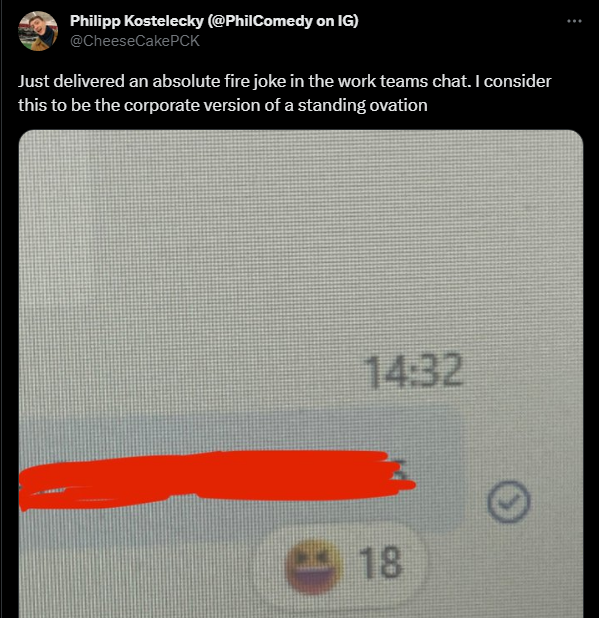 Philipp Kostelecky (@PhilComedy on IG)
@CheeseCakePCK
Just delivered an absolute fire joke in the work teams chat. I consider
this to be the corporate version of a standing ovation
14:32
18